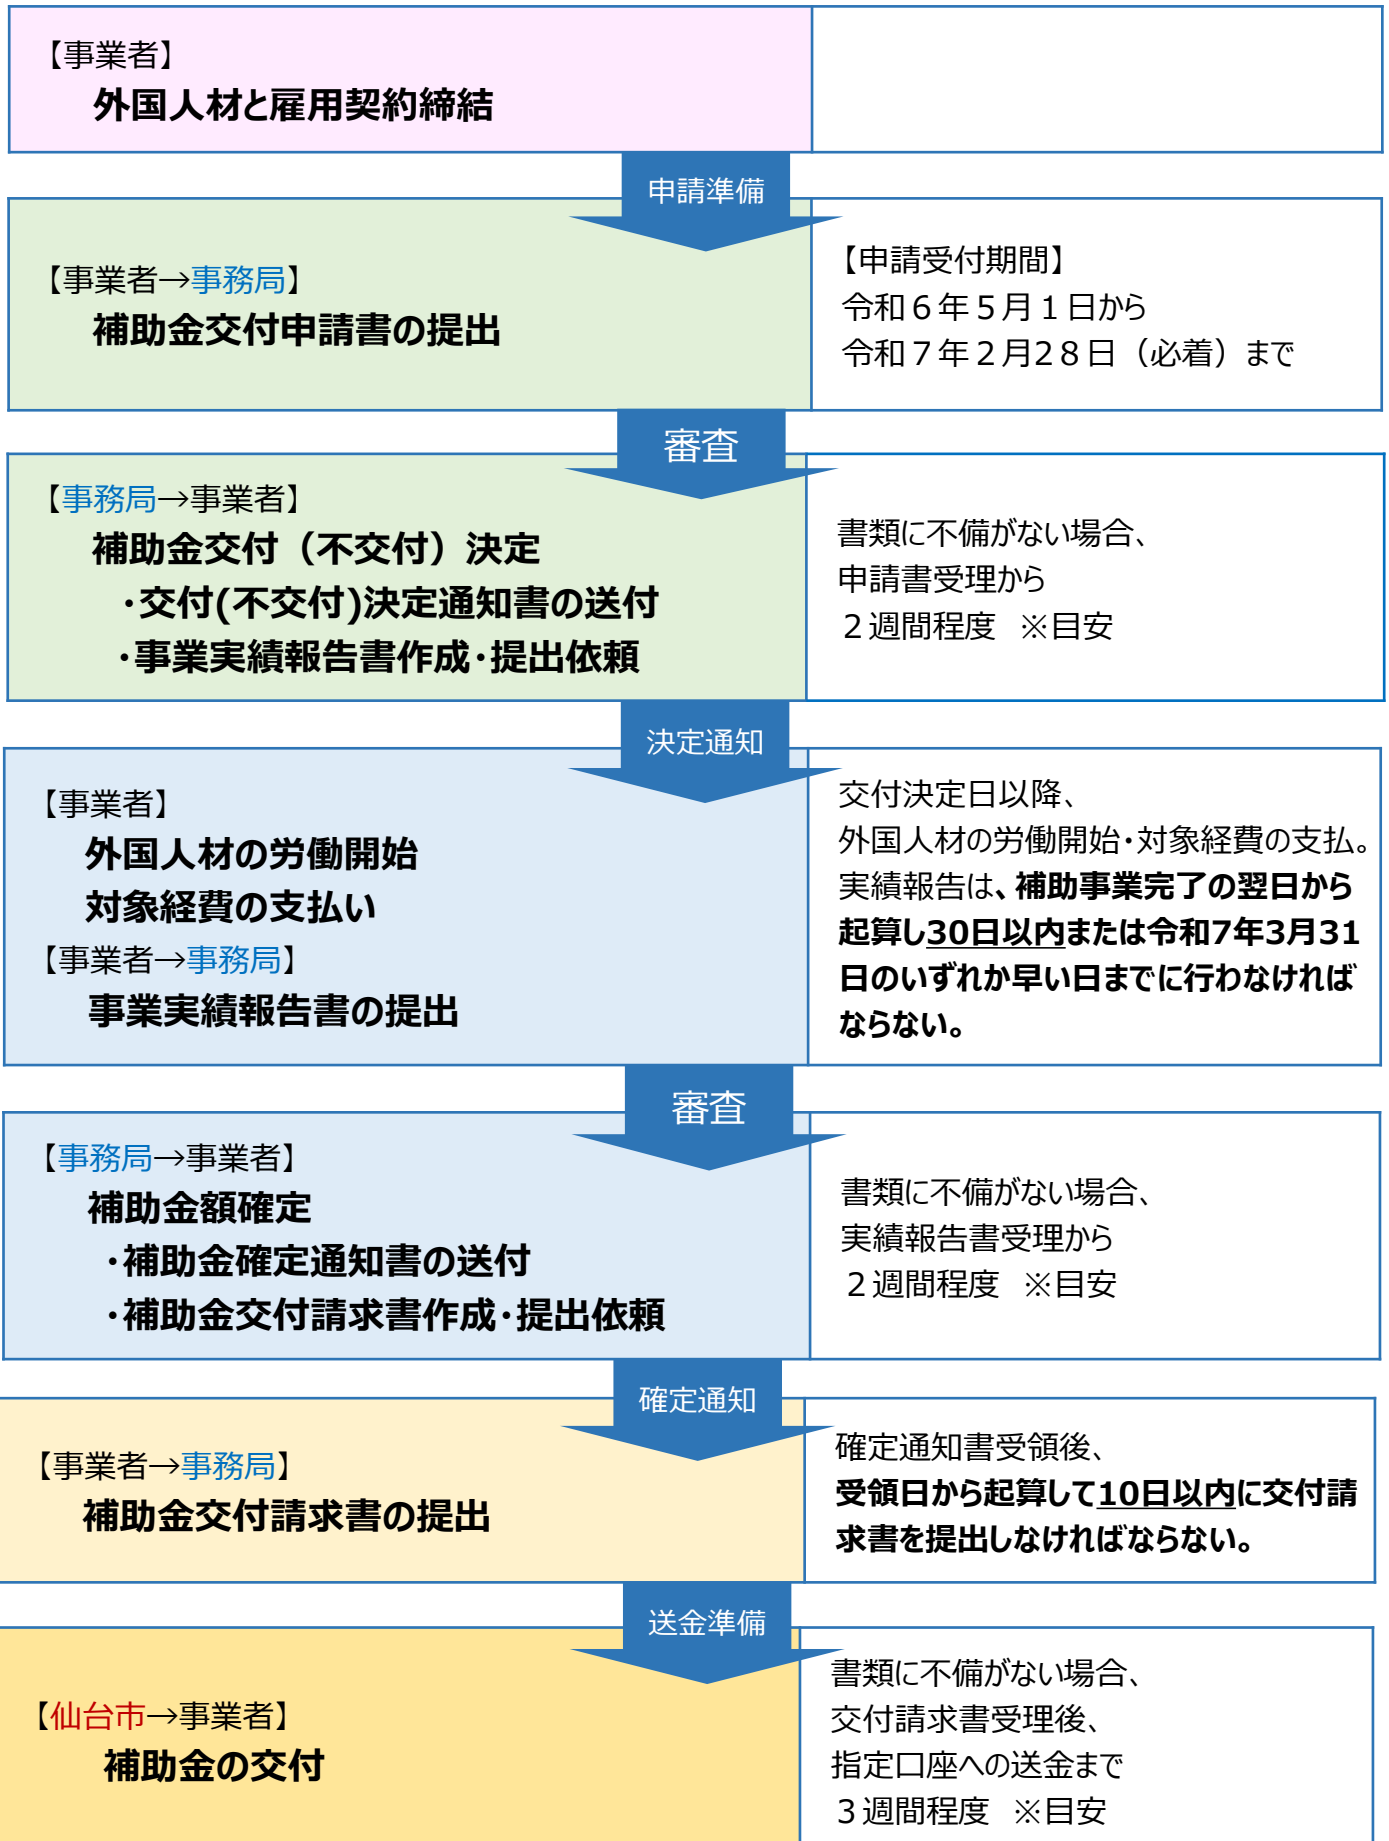 【事業者】
外国人材と雇用契約締結
申請準備
【事業者→事務局】
補助金交付申請書の提出
【申請受付期間】
令和６年５月１日から
令和７年２月2８日（必着）まで
審査
【事務局→事業者】
補助金交付（不交付）決定
・交付(不交付)決定通知書の送付
・事業実績報告書作成・提出依頼
書類に不備がない場合、
申請書受理から
２週間程度　※目安
決定通知
【事業者】
外国人材の労働開始
対象経費の支払い
【事業者→事務局】
事業実績報告書の提出
交付決定日以降、
外国人材の労働開始・対象経費の支払。
実績報告は、補助事業完了の翌日から
起算し30日以内または令和7年3月31
日のいずれか早い日までに行わなければ
ならない。
審査
【事務局→事業者】
補助金額確定
・補助金確定通知書の送付
・補助金交付請求書作成・提出依頼
書類に不備がない場合、
実績報告書受理から
２週間程度　※目安
確定通知
【事業者→事務局】
補助金交付請求書の提出
確定通知書受領後、
受領日から起算して10日以内に交付請
求書を提出しなければならない。
送金準備
【仙台市→事業者】
補助金の交付
書類に不備がない場合、
交付請求書受理後、
指定口座への送金まで
３週間程度　※目安